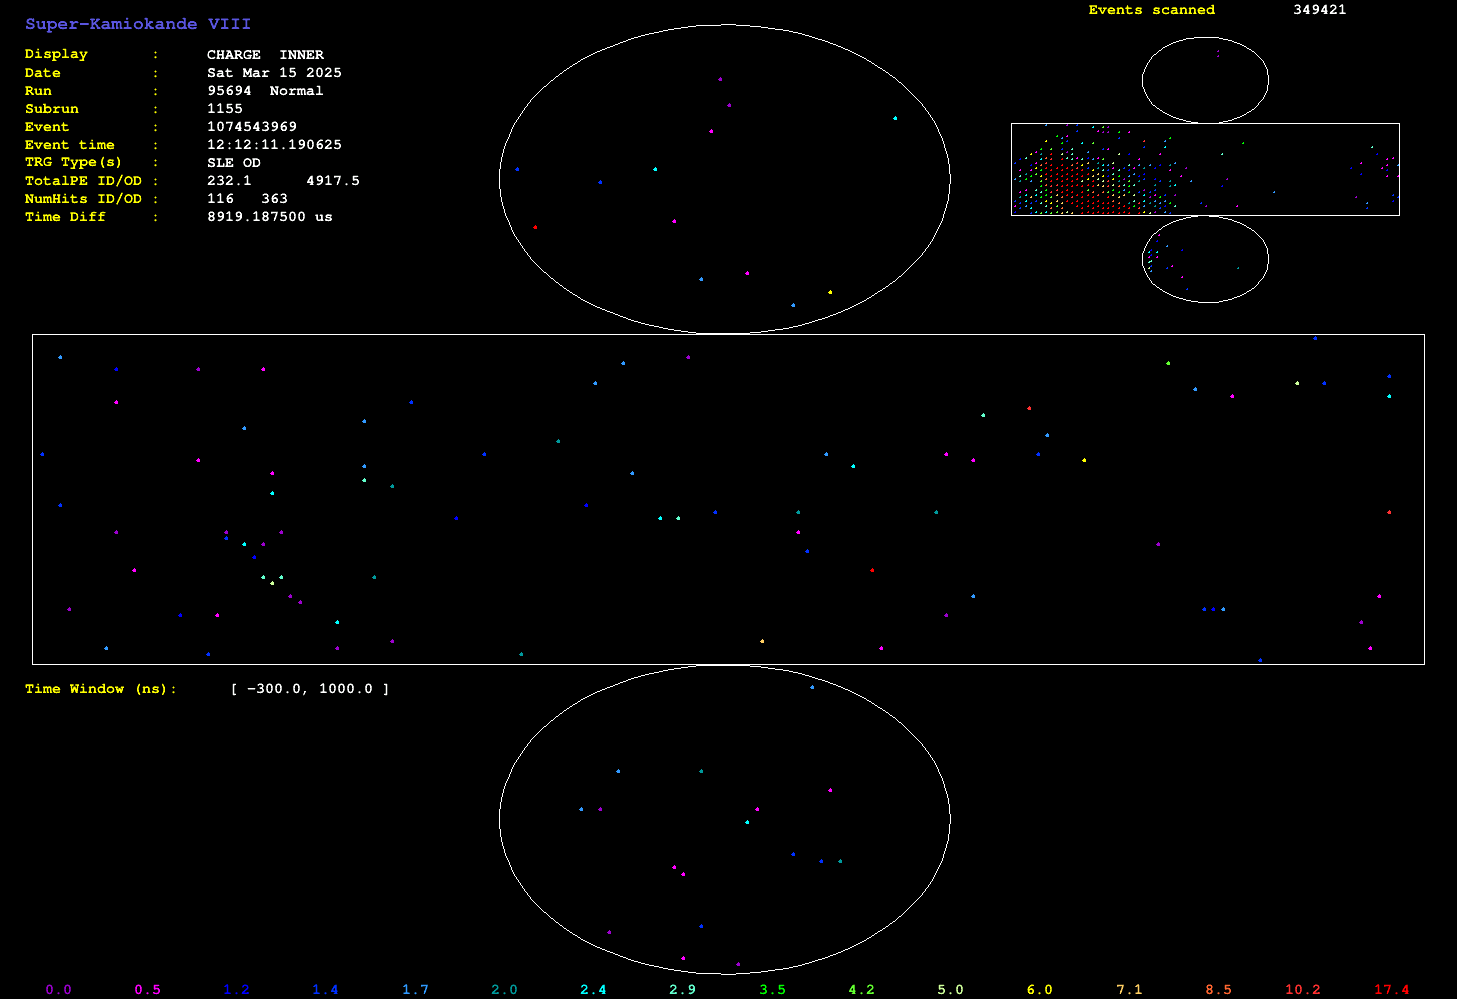 Super-Kamiokande VIII
Events scanned 349421
Display : CHARGE INNER
Date : Sat Mar 15 2025
Run : 95694 Normal
Subrun : 1155
Event : 1074543969
Event time : 12:12:11.190625
TRG Type(s) : SLE OD
TotalPE ID/OD : 232.1 4917.5
NumHits ID/OD : 116 363
Time Diff : 8919.187500 us
Time Window (ns): [ -300.0, 1000.0 ]
0.0 0.5 1.2 1.4 1.7 2.0 2.4 2.9 3.5 4.2 5.0 6.0 7.1 8.5 10.2 17.4